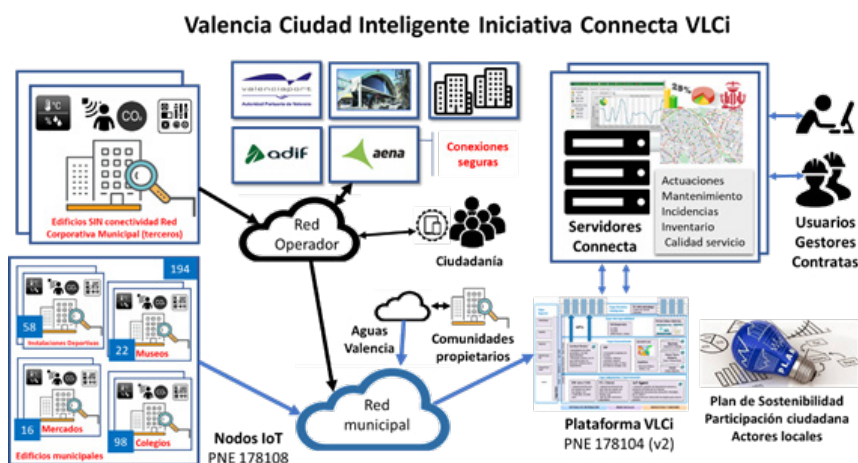 Valencia Ciudad Inteligente Iniciativa Connecta VLCi
°C
%
CO₂
Edificios SIN conectividad Red
Corporativa Municipal (terceros)
valenciaport
Autoridad Portuaria de Valencia
adif
aena
Conexiones
seguras
Red
Operador
Ciudadanía
28%
Servidores
Connecta
Actuaciones
Mantenimiento
Incidencias
Inventario
Calidad servicio
Usuarios
Gestores
Contratas
194
58
Instalaciones Deportivas
22
Museos
16
Mercados
98
Colegios
Edificios municipales
Nodos IoT
PNE 178108
Aguas
Valencia
Comunidades
propietarios
Red
municipal
Plataforma VLCi
PNE 178104 (v2)
PLAN
Plan de Sostenibilidad
Participación ciudadana
Actores locales